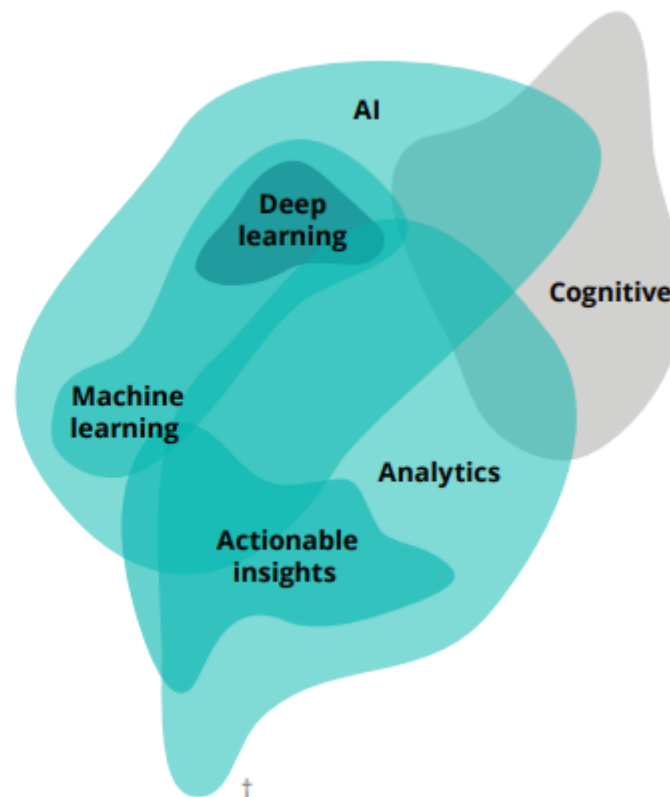 AI
Deep
learning
Cognitive
Machine
learning
Analytics
Actionable
insights
†